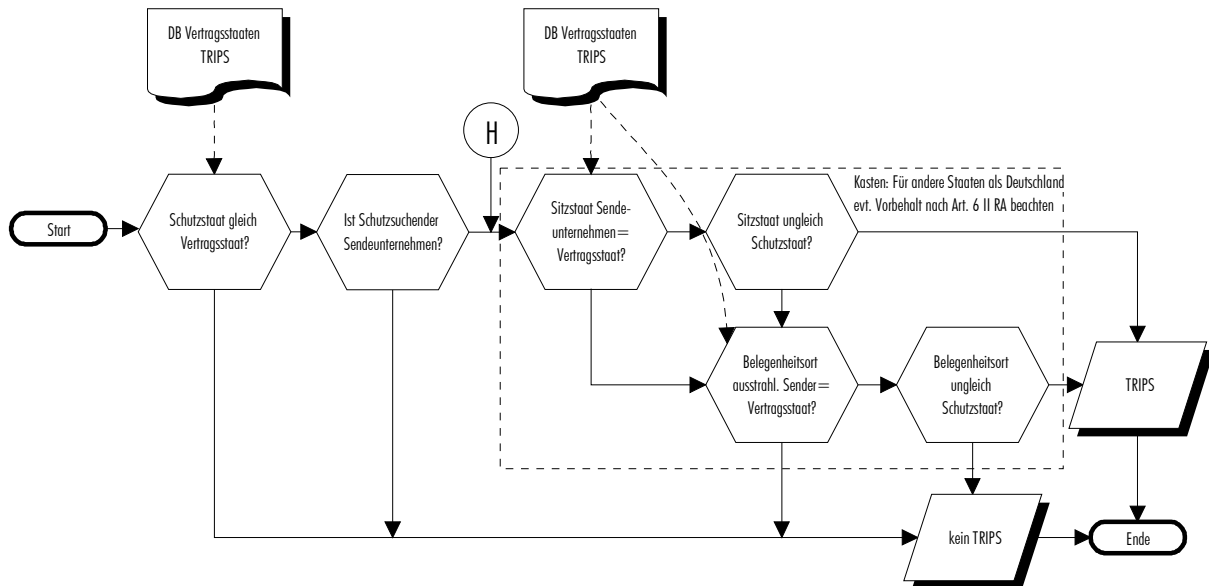 DB Vertragsstaaten
TRIPS
DB Vertragsstaaten
TRIPS
H
Kasten: Für andere Staaten als Deutschland
evt. Vorbehalt nach Art. 6 II RA beachten
Start
Schutzstaat gleich
Vertragsstaat?
Ist Schutzsuchender
Sendeunternehmen?
Sitzstaat Sende-
unternehmen=
Vertragsstaat?
Sitzstaat ungleich
Schutzstaat?
Belegenheitsort
ausstrahl. Sender=
Vertragsstaat?
Belegenheitsort
ungleich
Schutzstaat?
TRIPS
kein TRIPS
Ende